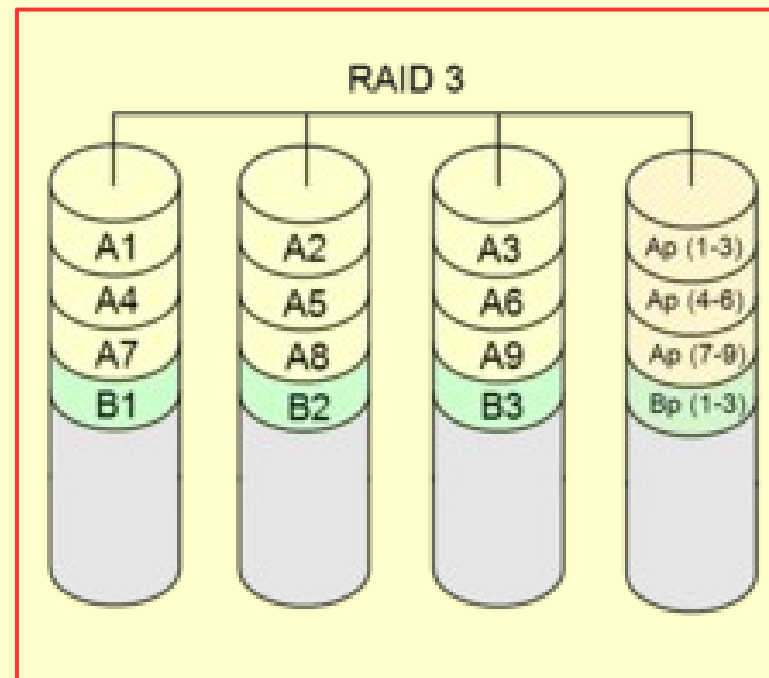 RAID 3
A1 A2 A3 Ap (1-3)
A4 A5 A6 Ap (4-6)
A7 A8 A9 Ap (7-9)
B1 B2 B3 Bp (1-3)